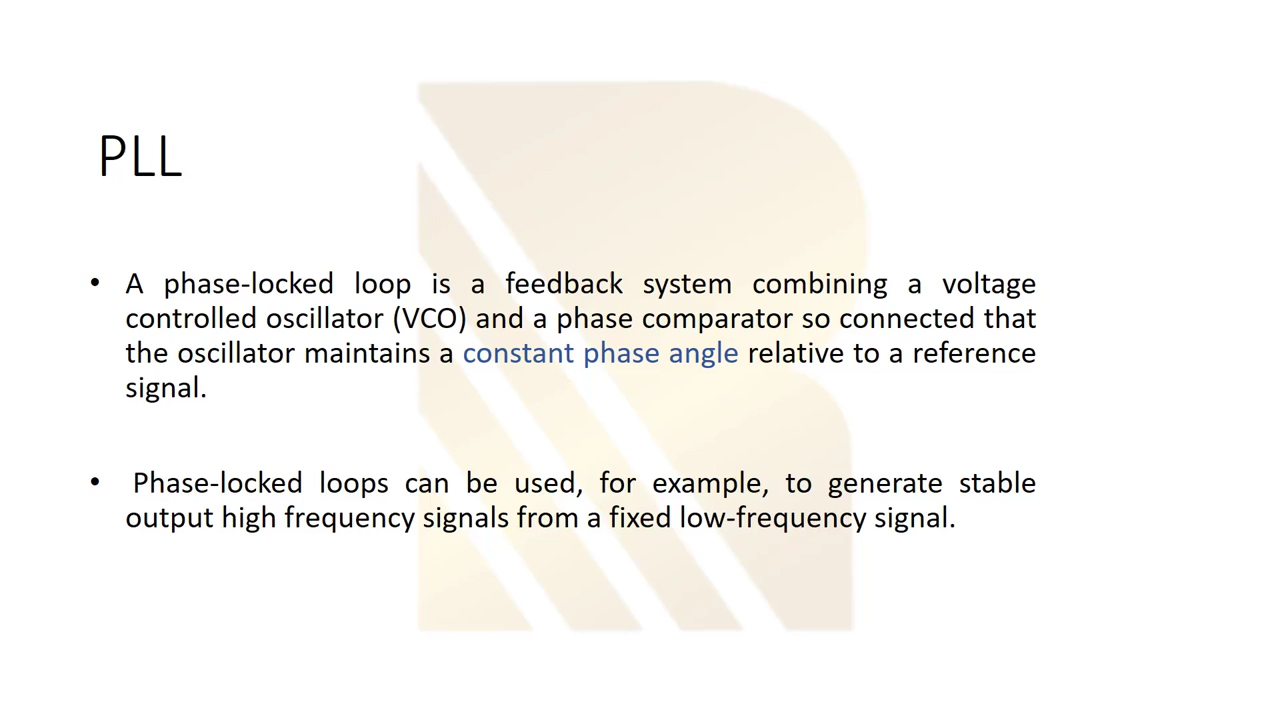 PLL
• A phase-locked loop is a feedback system combining a voltage
controlled oscillator (VCO) and a phase comparator so connected that
the oscillator maintains a constant phase angle relative to a reference
signal.
• Phase-locked loops can be used, for example, to generate stable
output high frequency signals from a fixed low-frequency signal.